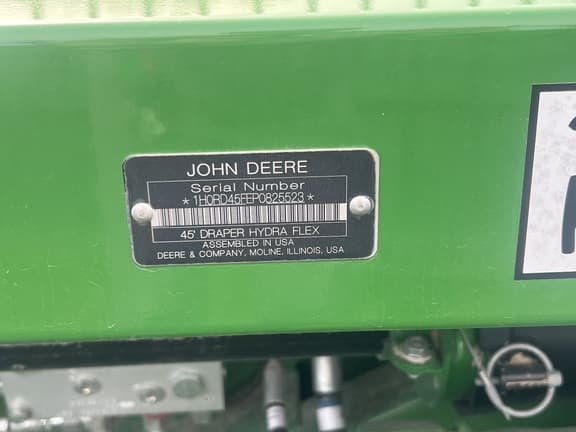 JOHN DEERE
Serial Number
*1H0RD45FEP0825523*
45' DRAPER HYDRA FLEX
ASSEMBLED IN USA
DEERE & COMPANY, MOLINE, ILLINOIS, USA